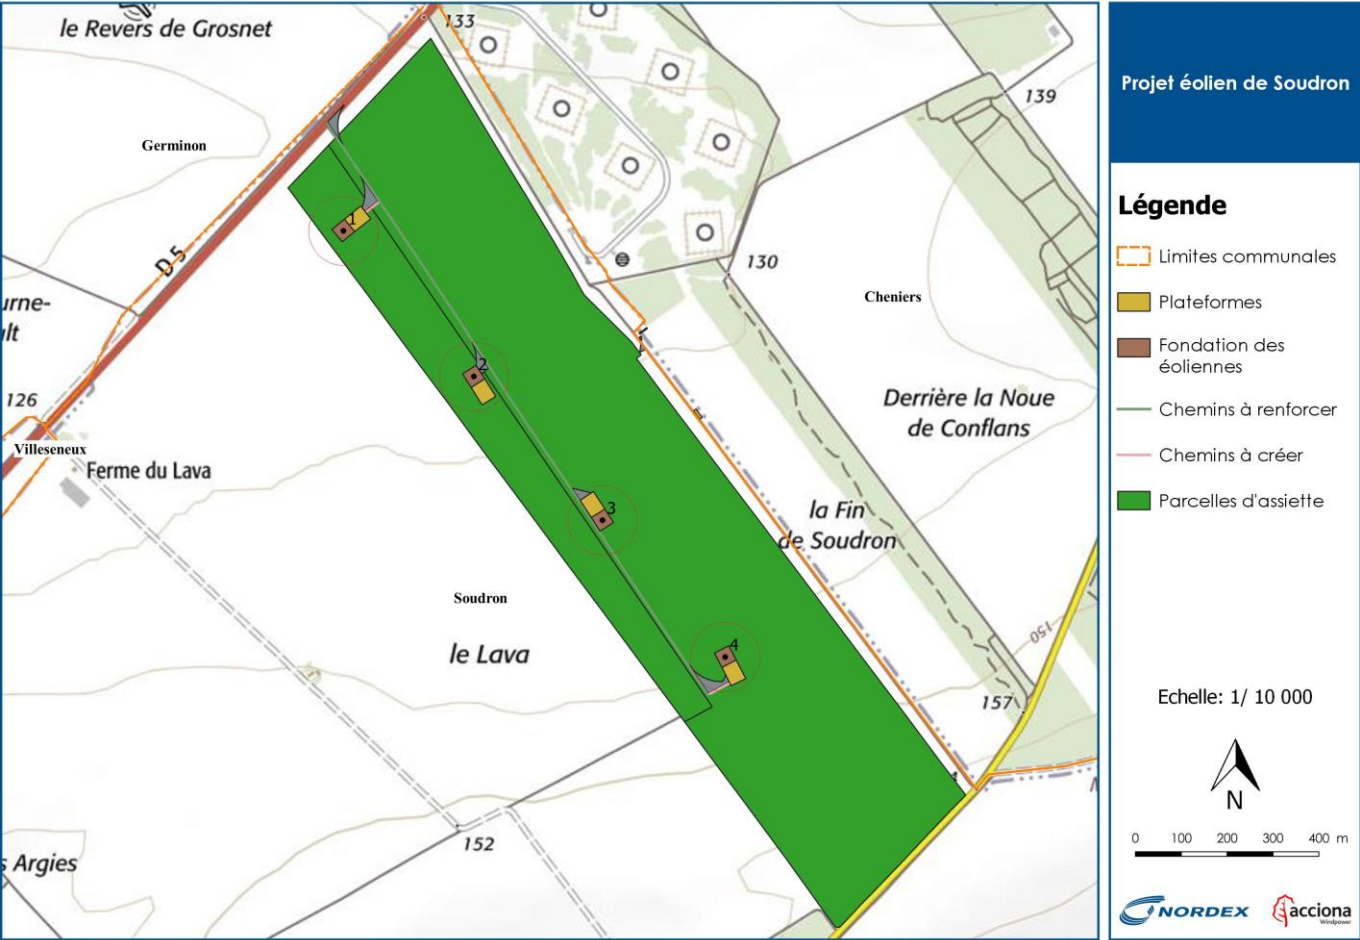 le Revers de Grosnet
133
139
Germinon
D 5
130
Cheniers
126
Villeseneux
Ferme du Lava
Derrière la Noue
de Conflans
la Fin
de Soudron
Soudron
le Lava
150
157
152
s Argies
1
2
3
4
Projet éolien de Soudron
Légende
Limites communales
Plateformes
Fondation des
éoliennes
Chemins à renforcer
Chemins à créer
Parcelles d'assiette
Echelle: 1/ 10 000
N
0 100 200 300 400 m
NORDEX
acciona
Windpower